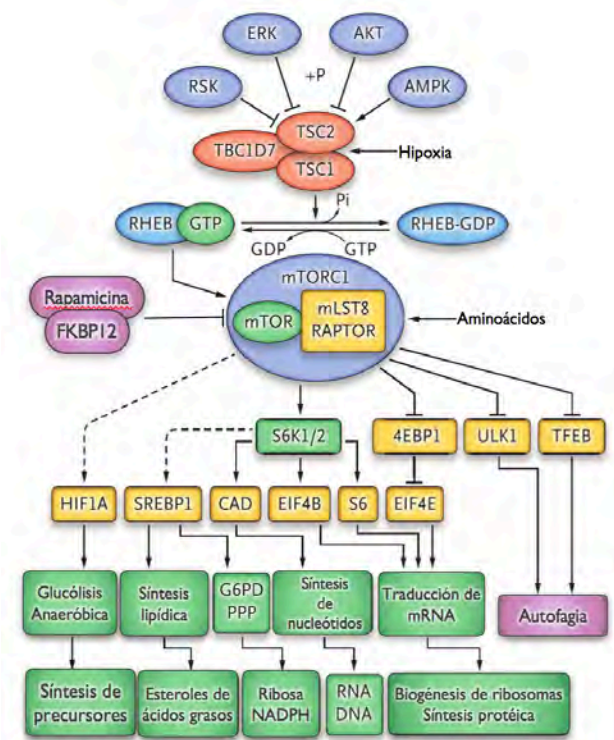 ERK
AKT
+P
RSK
AMPK
TSC2
TBC1D7
TSC1
Hipoxia
Pi
RHEB
GTP
RHEB-GDP
GDP
GTP
mTORC1
Rapamicina
FKBP12
mTOR
mLST8
RAPTOR
Aminoácidos
S6K1/2
4EBP1
ULK1
TFEB
HIF1A
SREBP1
CAD
EIF4B
S6
EIF4E
Glucólisis
Anaeróbica
Síntesis
lipídica
G6PD
PPP
Síntesis
de
nucleótidos
Traducción de
mRNA
Autofagia
Síntesis de
precursores
Esteroles de
ácidos grasos
Ribosa
NADPH
RNA
DNA
Biogénesis de ribosomas
Síntesis protéica